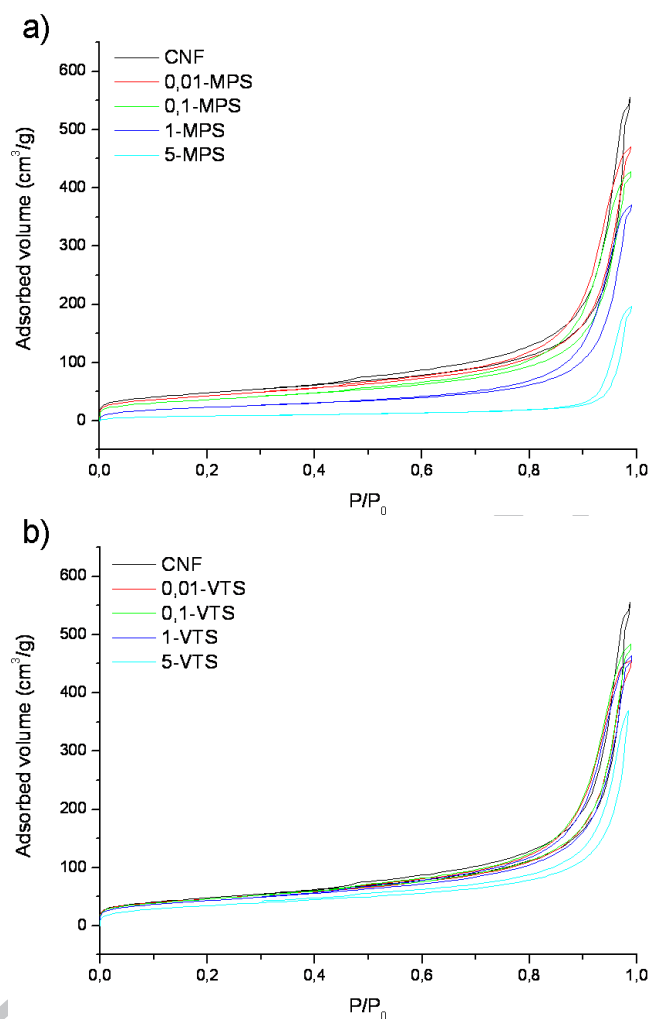 a)
CNF
0,01-MPS
0,1-MPS
1-MPS
5-MPS
600
500
400
300
200
100
0
Adsorbed volume (cm³/g)
0,0 0,2 0,4 0,6 0,8 1,0
P/P₀
b)
CNF
0,01-VTS
0,1-VTS
1-VTS
5-VTS
600
500
400
300
200
100
0
Adsorbed volume (cm³/g)
0,0 0,2 0,4 0,6 0,8 1,0
P/P₀